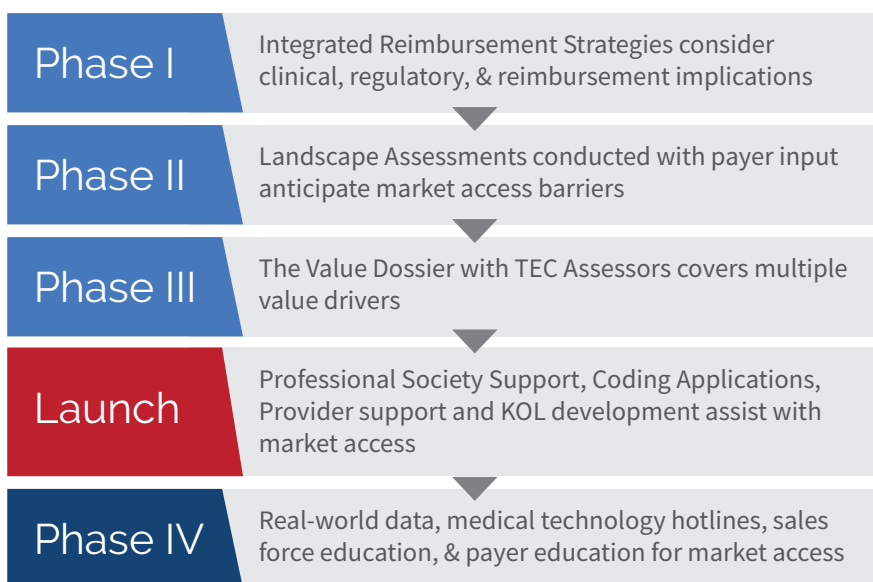 Phase I
Integrated Reimbursement Strategies consider
clinical, regulatory, & reimbursement implications
Phase II
Landscape Assessments conducted with payer input
anticipate market access barriers
Phase III
The Value Dossier with TEC Assessors covers multiple
value drivers
Launch
Professional Society Support, Coding Applications,
Provider support and KOL development assist with
market access
Phase IV
Real-world data, medical technology hotlines, sales
force education, & payer education for market access